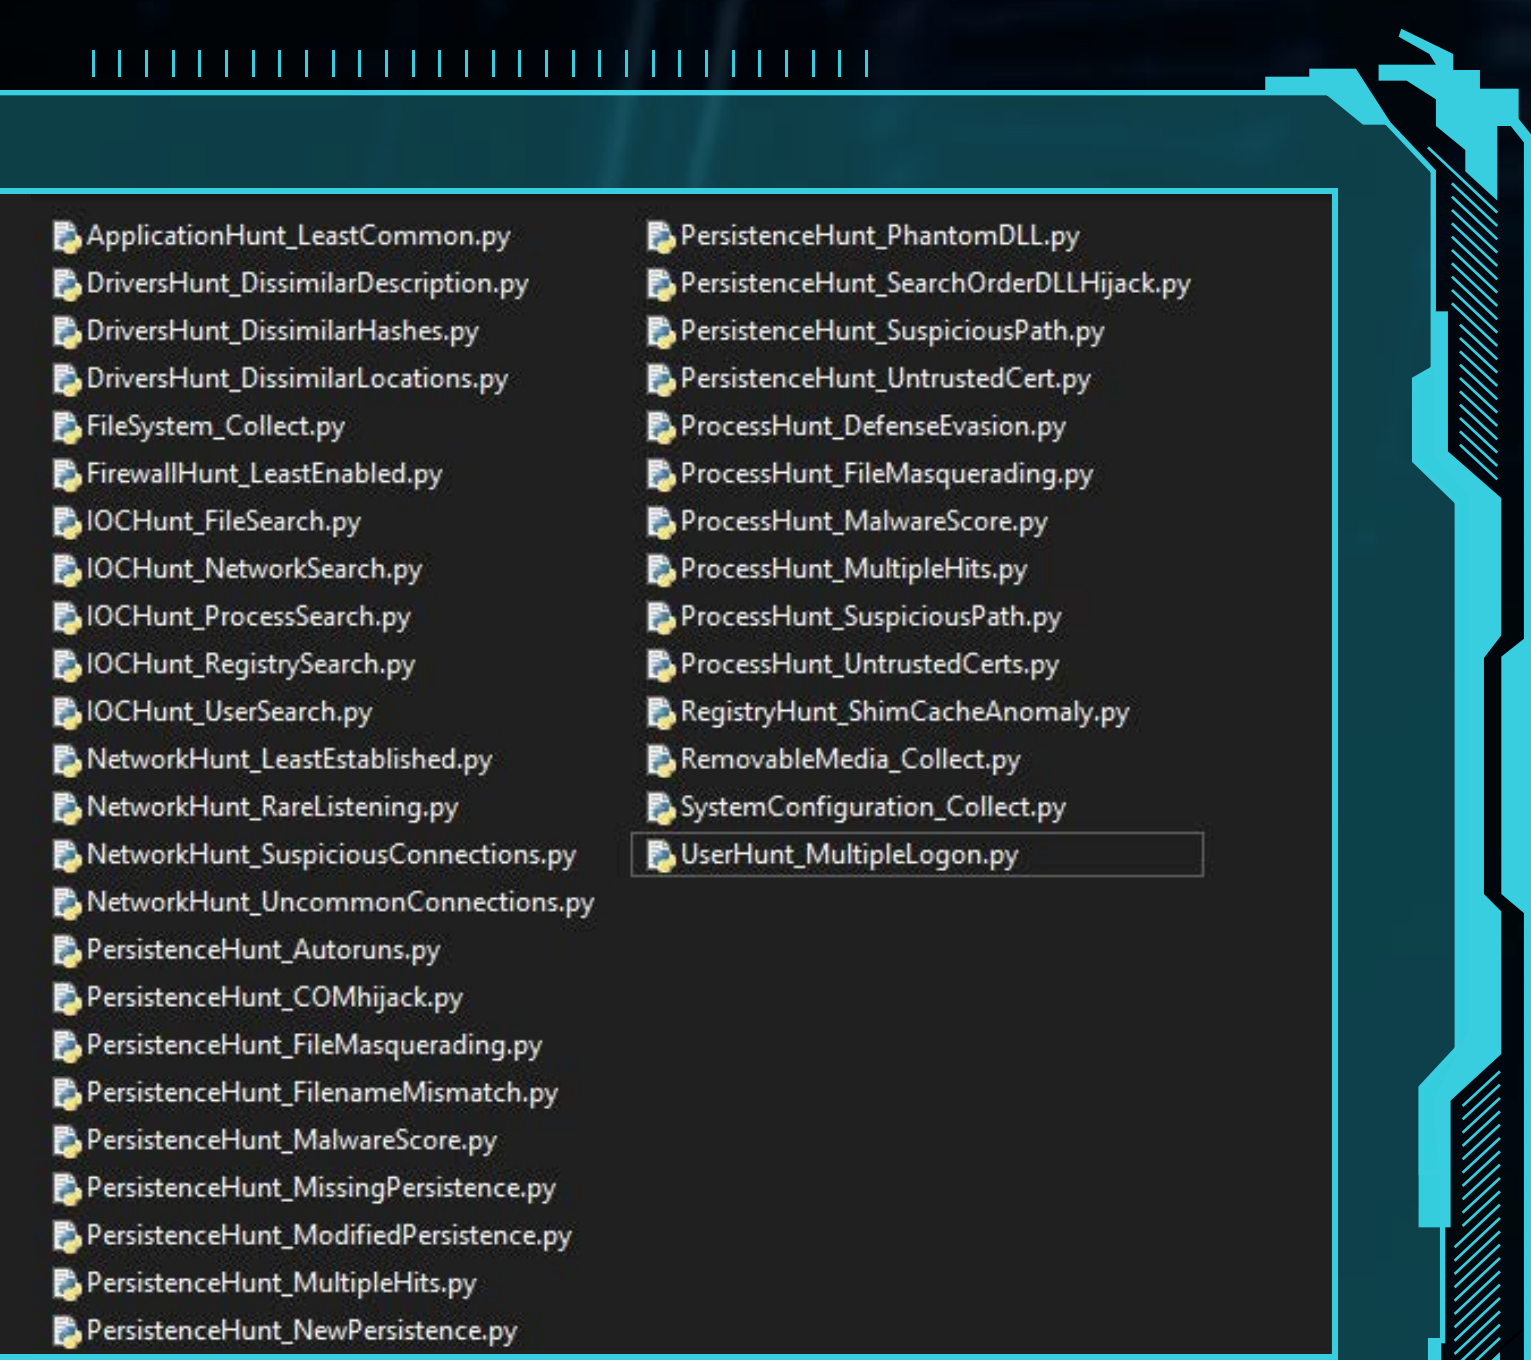 ApplicationHunt_LeastCommon.py
DriversHunt_DissimilarDescription.py
DriversHunt_DissimilarHashes.py
DriversHunt_DissimilarLocations.py
FileSystem_Collect.py
FirewallHunt_LeastEnabled.py
IOCHunt_FileSearch.py
IOCHunt_NetworkSearch.py
IOCHunt_ProcessSearch.py
IOCHunt_RegistrySearch.py
IOCHunt_UserSearch.py
NetworkHunt_LeastEstablished.py
NetworkHunt_RareListening.py
NetworkHunt_SuspiciousConnections.py
NetworkHunt_UncommonConnections.py
PersistenceHunt_Autoruns.py
PersistenceHunt_COMhijack.py
PersistenceHunt_FileMasquerading.py
PersistenceHunt_FilenameMismatch.py
PersistenceHunt_MalwareScore.py
PersistenceHunt_MissingPersistence.py
PersistenceHunt_ModifiedPersistence.py
PersistenceHunt_MultipleHits.py
PersistenceHunt_NewPersistence.py
PersistenceHunt_PhantomDLL.py
PersistenceHunt_SearchOrderDLLHijack.py
PersistenceHunt_SuspiciousPath.py
PersistenceHunt_UntrustedCert.py
ProcessHunt_DefenseEvasion.py
ProcessHunt_FileMasquerading.py
ProcessHunt_MalwareScore.py
ProcessHunt_MultipleHits.py
ProcessHunt_SuspiciousPath.py
ProcessHunt_UntrustedCerts.py
RegistryHunt_ShimCacheAnomaly.py
RemovableMedia_Collect.py
SystemConfiguration_Collect.py
UserHunt_MultipleLogon.py